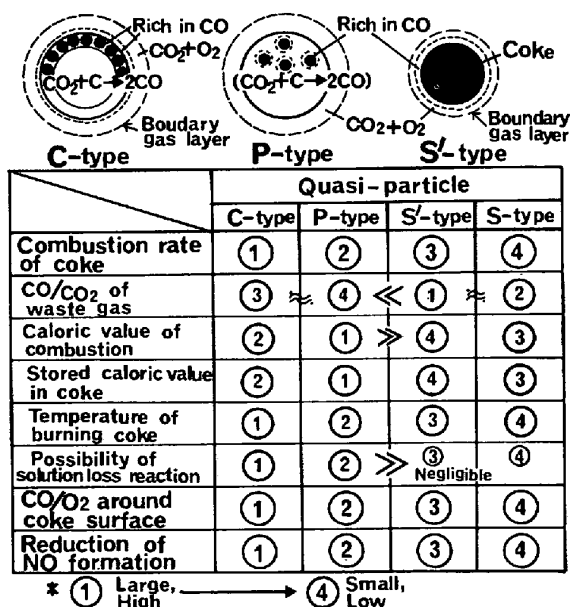 Rich in CO
CO2+O2
CO2+C→2CO
Boudary
gas layer
C-type
Rich in CO
(CO2+C→2CO)
CO2+O2
P-type
Coke
Boundary
gas layer
S'-type
Quasi-particle
C-type P-type S'-type S-type
Combustion rate
of coke
① ② ③ ④
CO/CO2 of
waste gas
③ ≈ ④ ≪ ① ≈ ②
Caloric value of
combustion
② ① ≫ ④ ③
Stored caloric value
in coke
② ① ④ ③
Temperature of
burning coke
① ② ③ ④
Possibility of
solution loss reaction
① ② ≫ ③ ④
Negligible
CO/O2 around
coke surface
① ② ③ ④
Reduction of
NO formation
① ② ③ ④
* ① Large, High → ④ Small, Low